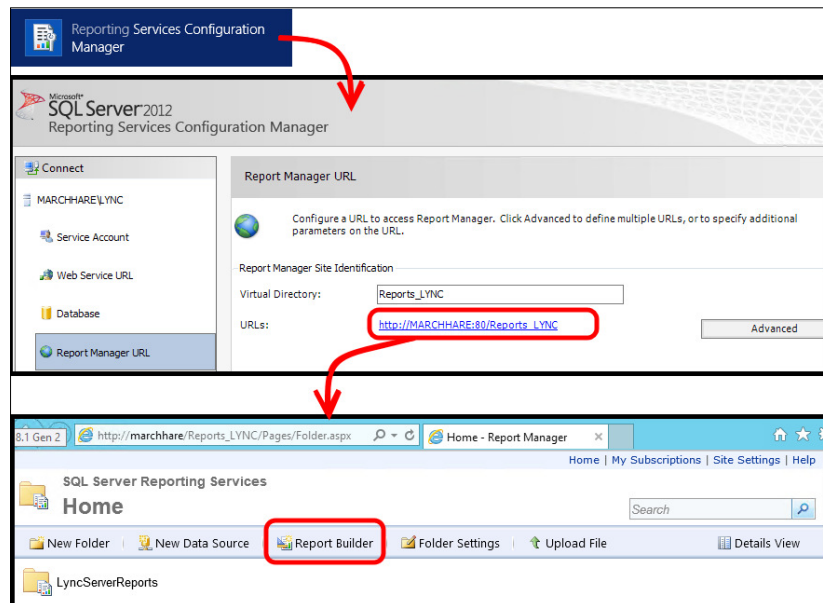 Reporting Services Configuration
Manager
Microsoft®
SQL Server 2012
Reporting Services Configuration Manager
Connect
MARCHHARE\LYNC
Service Account
Web Service URL
Database
Report Manager URL
Report Manager URL
Configure a URL to access Report Manager. Click Advanced to define multiple URLs, or to specify additional
parameters on the URL.
Report Manager Site Identification
Virtual Directory: Reports_LYNC
URLs: http://MARCHHARE:80/Reports_LYNC Advanced
8.1 Gen 2 http://marchhare/Reports_LYNC/Pages/Folder.aspx Home - Report Manager
Home | My Subscriptions | Site Settings | Help
SQL Server Reporting Services
Home
Search
New Folder New Data Source Report Builder Folder Settings Upload File Details View
LyncServerReports